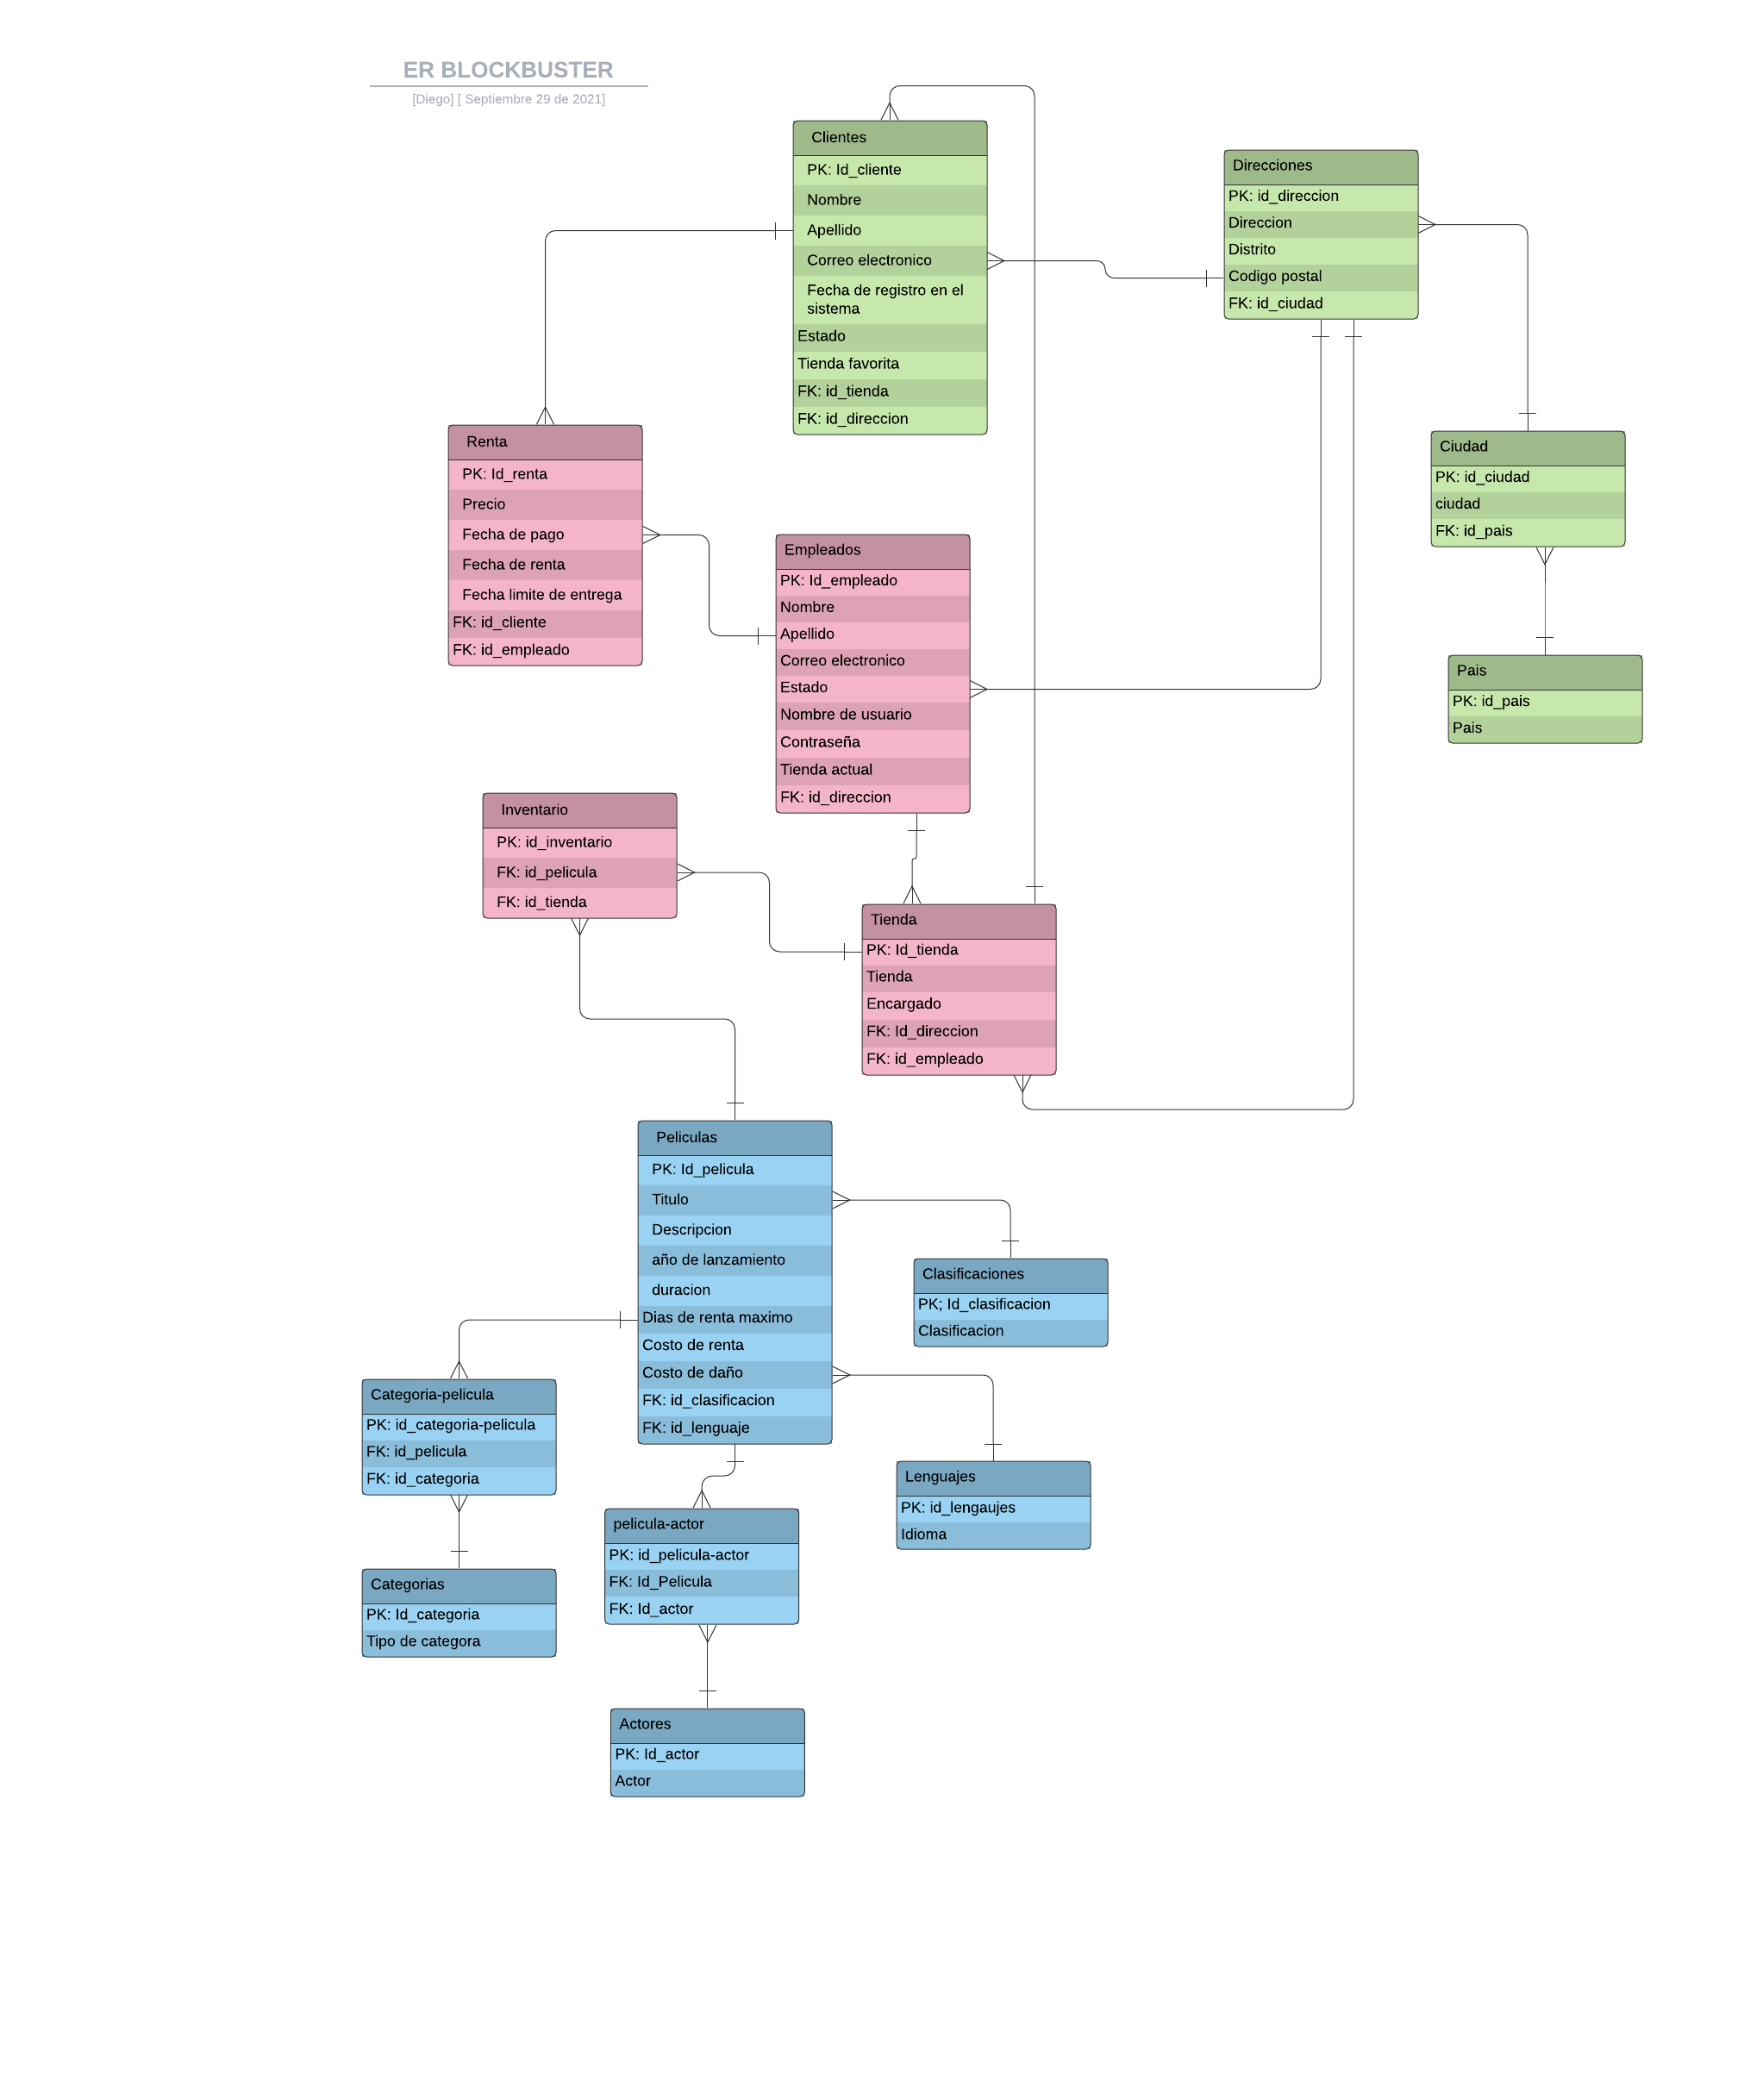 ER BLOCKBUSTER
[Diego] [ Septiembre 29 de 2021]
Clientes
PK: Id_cliente
Nombre
Apellido
Correo electronico
Fecha de registro en el
sistema
Estado
Tienda favorita
FK: id_tienda
FK: id_direccion
Direcciones
PK: id_direccion
Direccion
Distrito
Codigo postal
FK: id_ciudad
Renta
PK: Id_renta
Precio
Fecha de pago
Fecha de renta
Fecha limite de entrega
FK: id_cliente
FK: id_empleado
Ciudad
PK: id_ciudad
ciudad
FK: id_pais
Empleados
PK: Id_empleado
Nombre
Apellido
Correo electronico
Estado
Nombre de usuario
Contraseña
Tienda actual
FK: id_direccion
Pais
PK: id_pais
Pais
Inventario
PK: id_inventario
FK: id_pelicula
FK: id_tienda
Tienda
PK: Id_tienda
Tienda
Encargado
FK: Id_direccion
FK: id_empleado
Peliculas
PK: Id_pelicula
Titulo
Descripcion
año de lanzamiento
duracion
Dias de renta maximo
Costo de renta
Costo de daño
FK: id_clasificacion
FK: id_lenguaje
Clasificaciones
PK; Id_clasificacion
Clasificacion
Categoria-pelicula
PK: id_categoria-pelicula
FK: id_pelicula
FK: id_categoria
Lenguajes
PK: id_lengaujes
Idioma
pelicula-actor
PK: id_pelicula-actor
FK: Id_Pelicula
FK: Id_actor
Categorias
PK: Id_categoria
Tipo de categora
Actores
PK: Id_actor
Actor